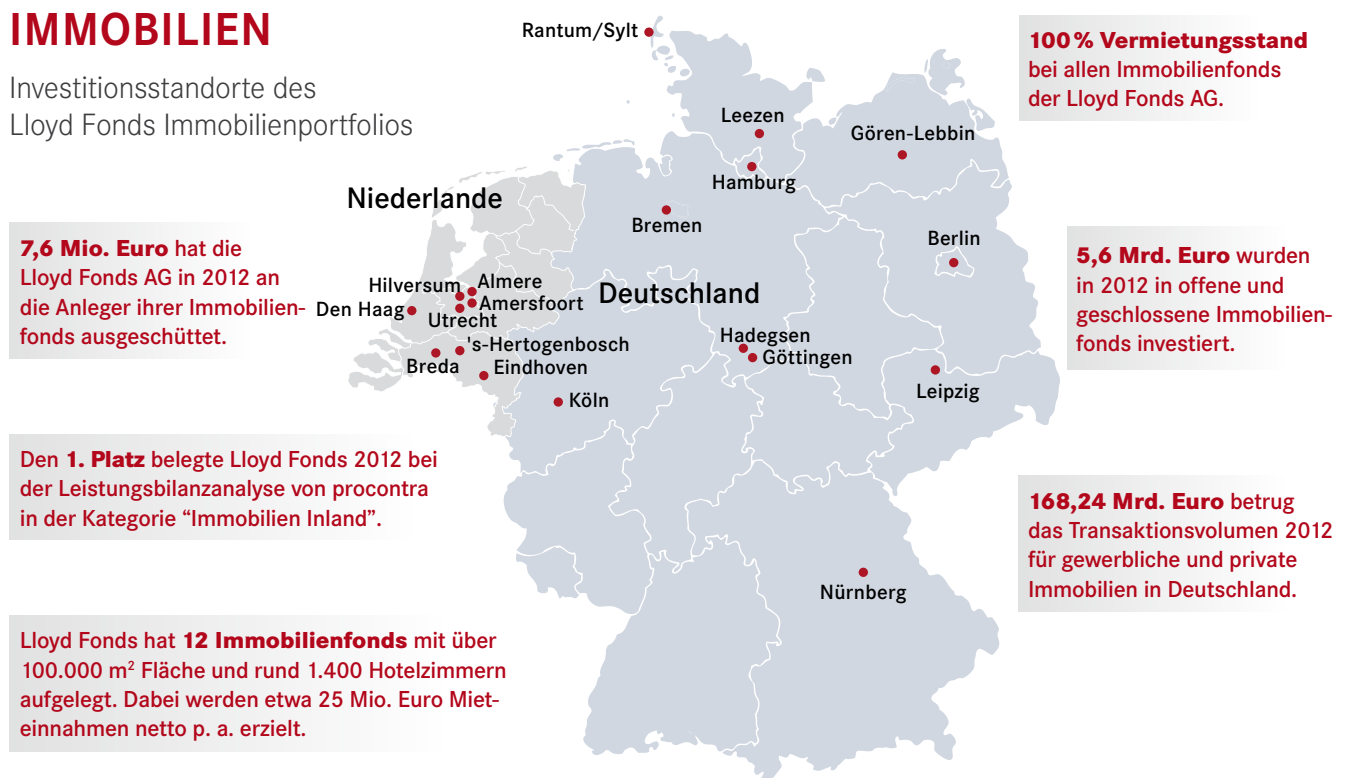 IMMOBILIEN
Investitionsstandorte des
Lloyd Fonds Immobilienportfolios
7,6 Mio. Euro hat die
Lloyd Fonds AG in 2012 an
die Anleger ihrer Immobilien-
fonds ausgeschüttet.
Den 1. Platz belegte Lloyd Fonds 2012 bei
der Leistungsbilanzanalyse von procontra
in der Kategorie “Immobilien Inland”.
Lloyd Fonds hat 12 Immobilienfonds mit über
100.000 m² Fläche und rund 1.400 Hotelzimmern
aufgelegt. Dabei werden etwa 25 Mio. Euro Miet-
einnahmen netto p. a. erzielt.
Rantum/Sylt
Leezen
Gören-Lebbin
Hamburg
Niederlande
Bremen
Berlin
Hilversum
Almere
Amersfoort
Den Haag
Utrecht
Deutschland
's-Hertogenbosch
Breda
Eindhoven
Hadegsen
Göttingen
Leipzig
Köln
Nürnberg
100% Vermietungsstand
bei allen Immobilienfonds
der Lloyd Fonds AG.
5,6 Mrd. Euro wurden
in 2012 in offene und
geschlossene Immobilien-
fonds investiert.
168,24 Mrd. Euro betrug
das Transaktionsvolumen 2012
für gewerbliche und private
Immobilien in Deutschland.